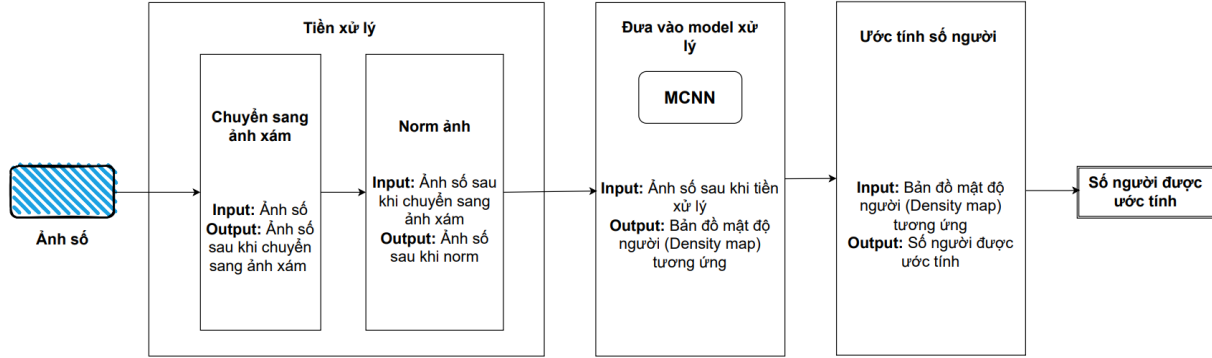 Ảnh số
Tiền xử lý
Chuyển sang
ảnh xám
Input: Ảnh số
Output: Ảnh số
sau khi chuyển
sang ảnh xám
Norm ảnh
Input: Ảnh số sau
khi chuyển sang
ảnh xám
Output: Ảnh số
sau khi norm
Đưa vào model xử
lý
MCNN
Input: Ảnh số sau khi tiền
xử lý
Output: Bản đồ mật độ
người (Density map)
tương ứng
Ước tính số người
Input: Bản đồ mật độ
người (Density map)
tương ứng
Output: Số người được
ước tính
Số người được
ước tính